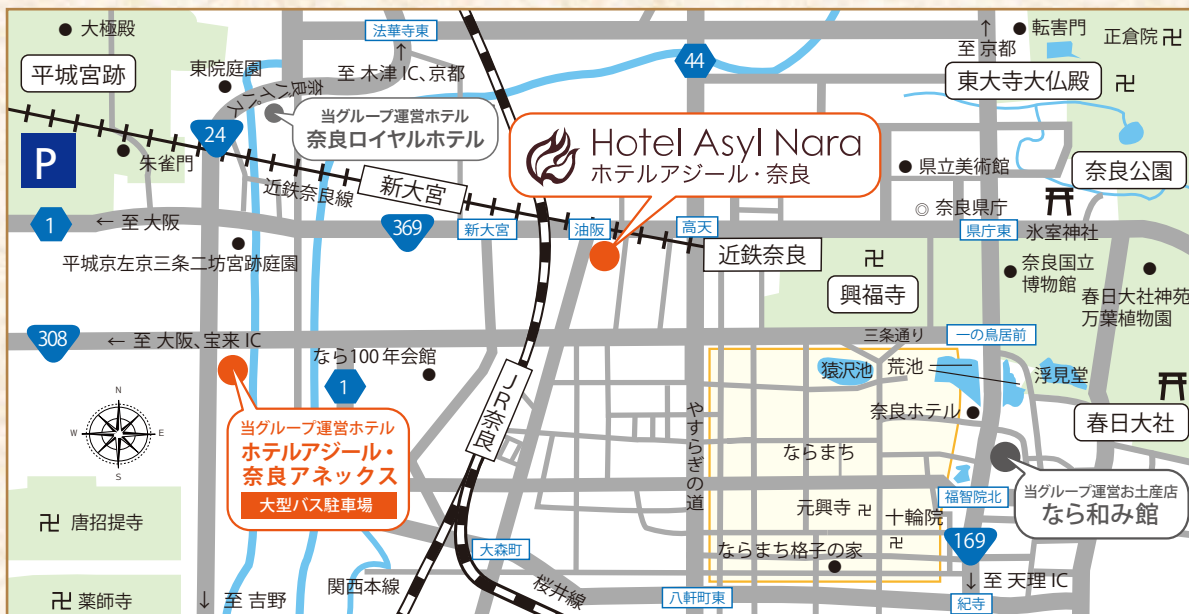 大極殿
平城宮跡
東院庭園
奈良バイパス
法華寺東
至 木津 IC、京都
44
至 京都
転害門
正倉院 卍
東大寺大仏殿
卍
当グループ運営ホテル
奈良ロイヤルホテル
Hotel Asyl Nara
ホテルアジール・奈良
P
24
朱雀門
近鉄奈良線
新大宮
県立美術館
奈良公園
◎ 奈良県庁
1
← 至 大阪
369
新大宮
油阪
高天
県庁東
氷室神社
平城京左京三条二坊宮跡庭園
近鉄奈良
卍
興福寺
奈良国立
博物館
春日大社神苑
万葉植物園
308
← 至 大阪、宝来 IC
三条通り
一の鳥居前
なら100 年会館
1
JR奈良
猿沢池
荒池
浮見堂
奈良ホテル
春日大社
N
W
E
S
当グループ運営ホテル
ホテルアジール・
奈良アネックス
大型バス駐車場
やすらぎの道
ならまち
当グループ運営お土産店
なら和み館
福智院北
元興寺 卍
十輪院
卍
卍 唐招提寺
169
大森町
ならまち格子の家
関西本線
桜井線
↓ 至 天理 IC
卍 薬師寺
↓ 至 吉野
八軒町東
紀寺